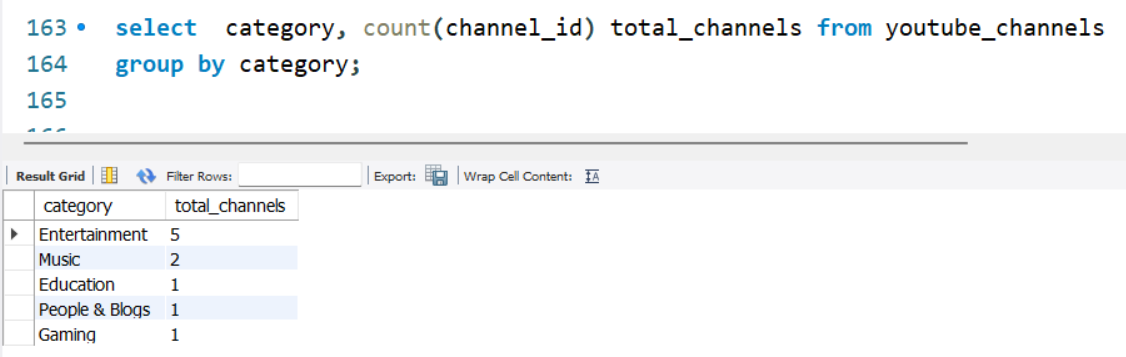 163 select category, count(channel_id) total_channels from youtube_channels
164 group by category;
165
Result Grid Filter Rows: Export: Wrap Cell Content:
category total_channels
Entertainment 5
Music 2
Education 1
People & Blogs 1
Gaming 1